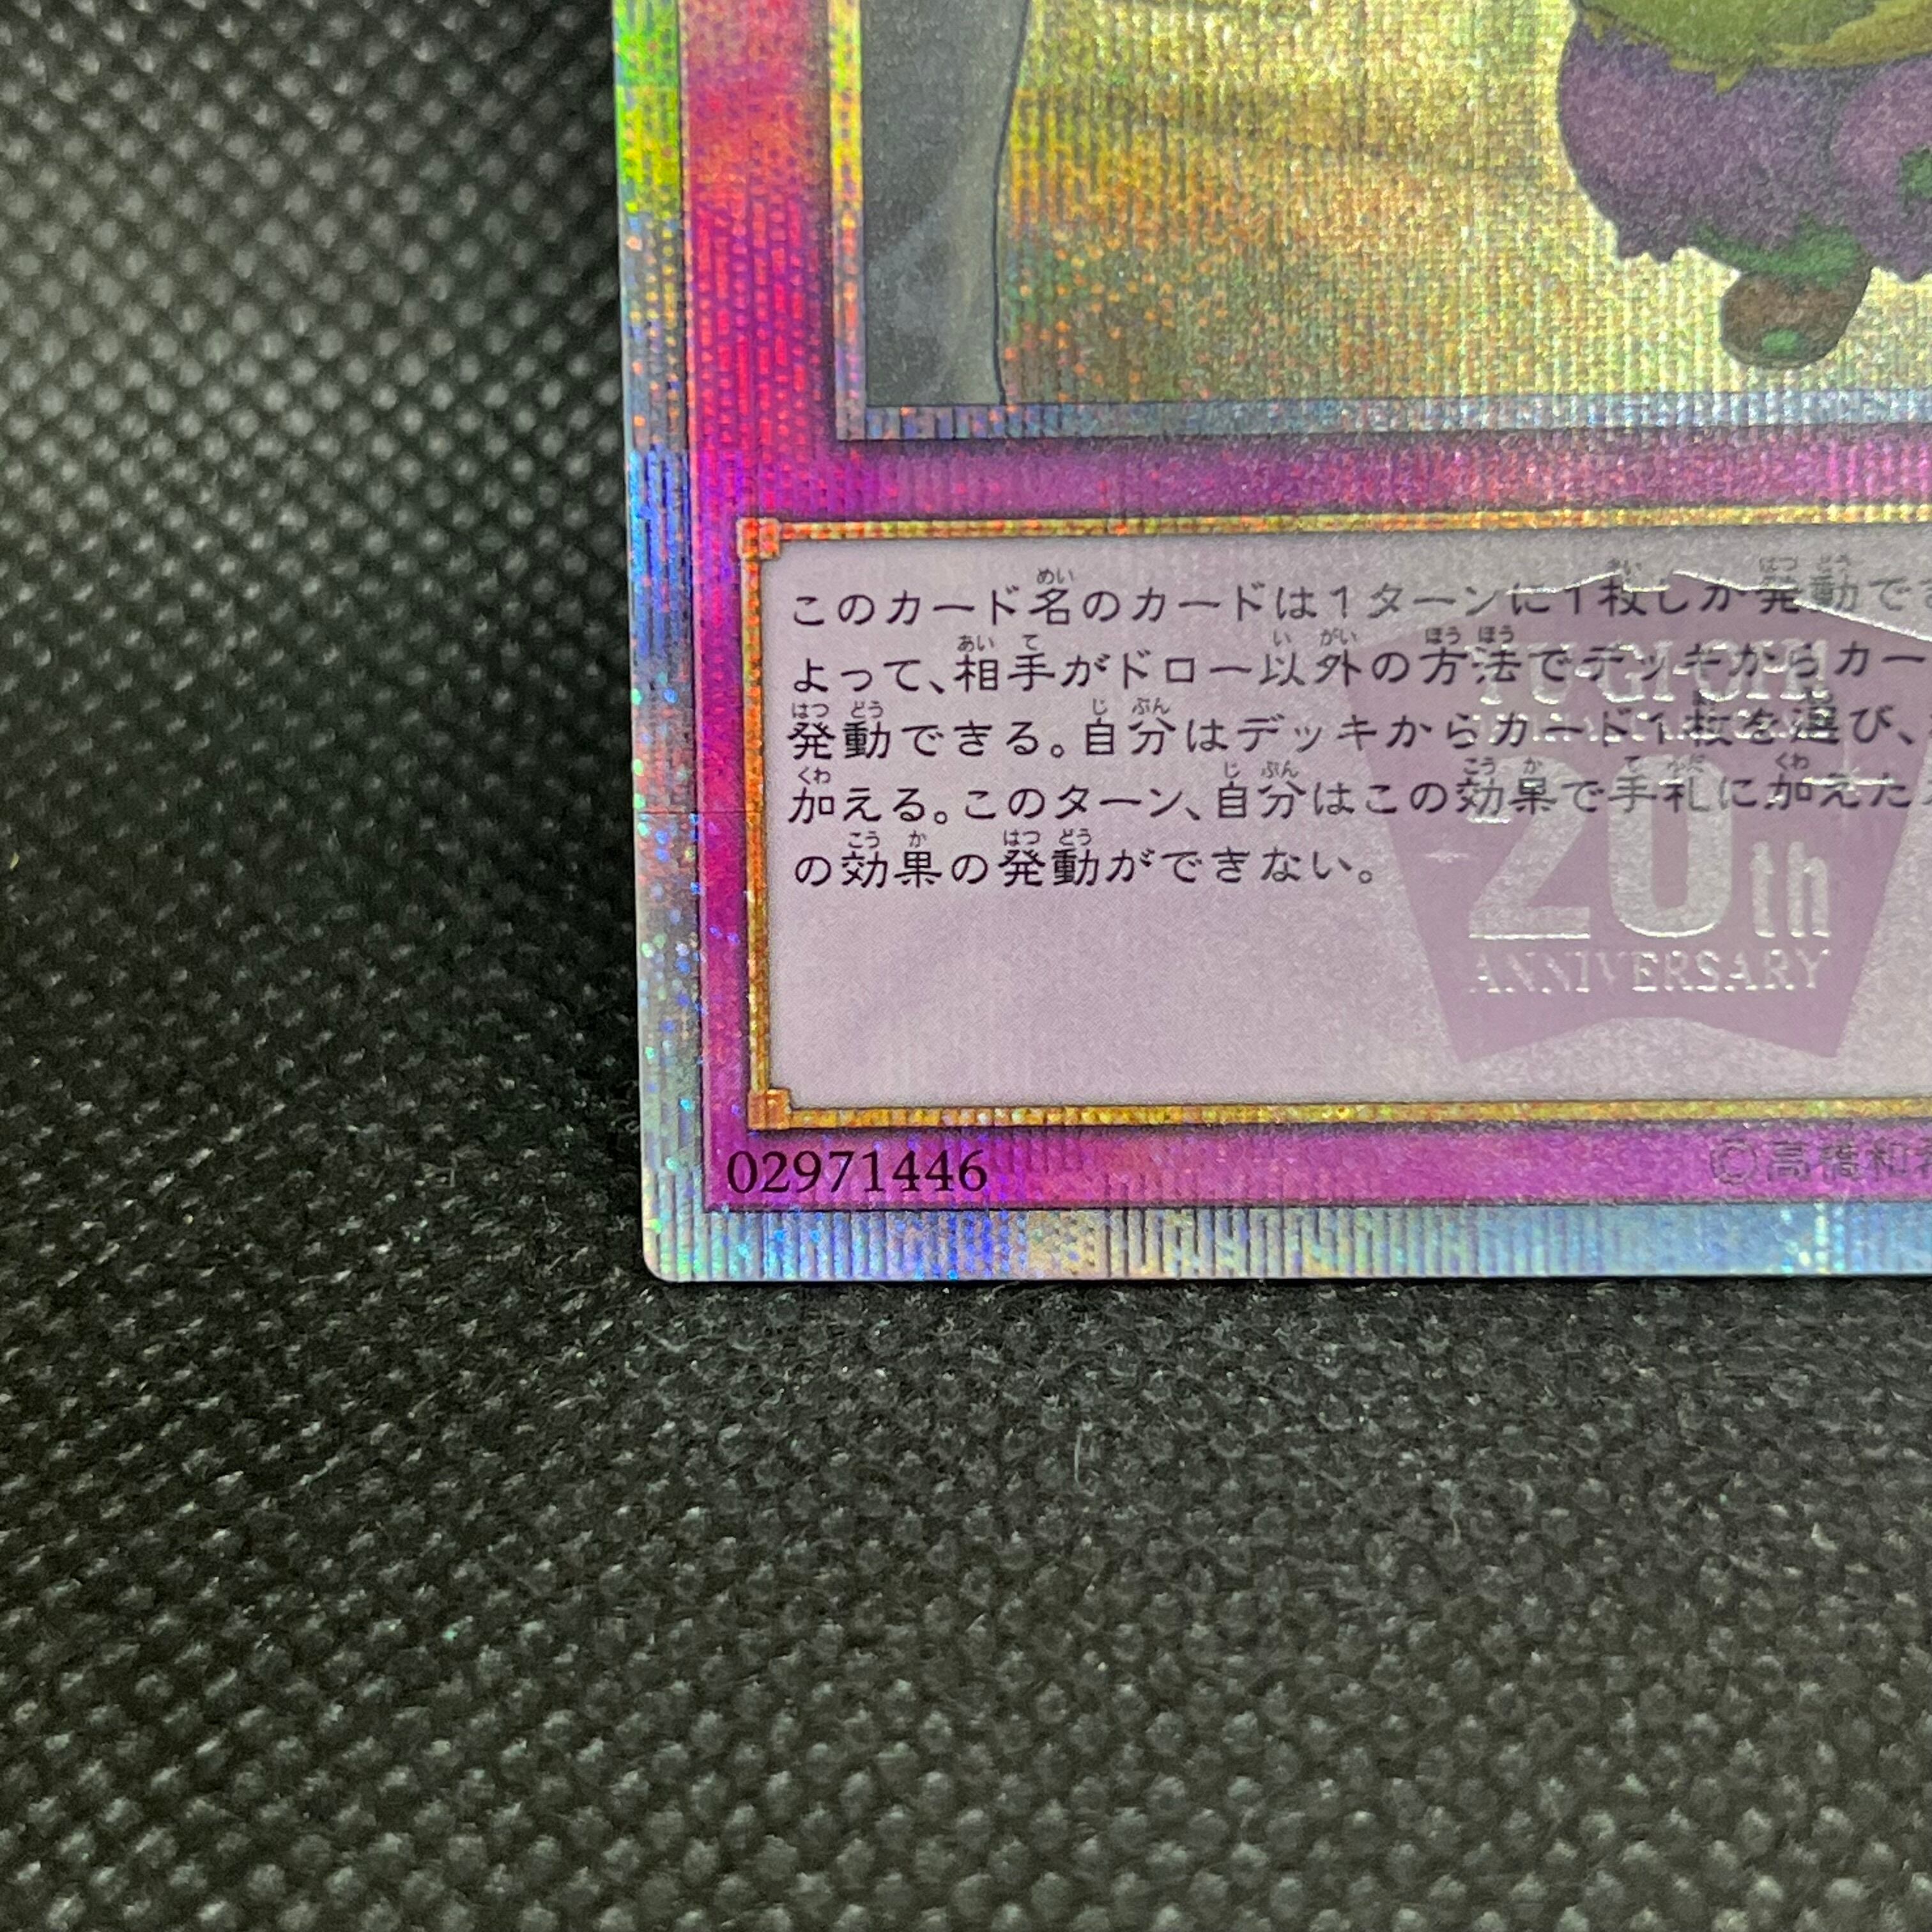 このカード名のカードは1ターンに1枚しか発動で
よって、相手がドロー以外の方法でデッキからカー
発動できる。自分はデッキからカード1枚を選び、
加える。このターン、自分はこの効果で手札に加えた
の効果の発動ができない。
Yu-Gi-Oh!
20th
ANNIVERSARY
02971446
©高橋和